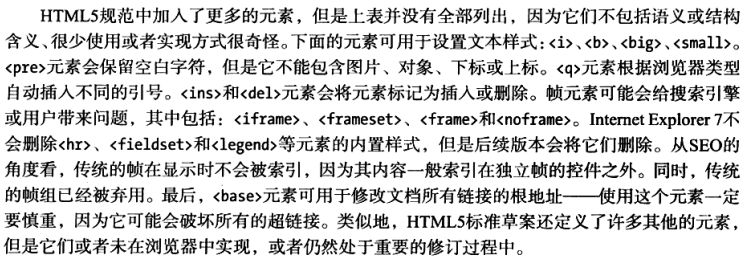 HTML5规范中加入了更多的元素，但是上表并没有全部列出，因为它们不包括语义或结构
含义、很少使用或者实现方式很奇怪。下面的元素可用于设置文本样式：<i>、<b>、<big>、<small>。
<pre>元素会保留空白字符，但是它不能包含图片、对象、下标或上标。<q>元素根据浏览器类型
自动插入不同的引号。<ins>和<del>元素会将元素标记为插入或删除。帧元素可能会给搜索引擎
或用户带来问题，其中包括：<iframe>、<frameset>、<frame>和<noframe>。Internet Explorer 7不
会删除<hr>、<fieldset>和<legend>等元素的内置样式，但是后续版本会将它们删除。从SEO的
角度看，传统的帧在显示时不会被索引，因为其内容一般索引在独立帧的控件之外。同时，传统
的帧组已经被弃用。最后，<base>元素可用于修改文档所有链接的根地址——使用这个元素一定
要慎重，因为它可能会破坏所有的超链接。类似地，HTML5标准草案还定义了许多其他的元素，
但是它们或者未在浏览器中实现，或者仍然处于重要的修订过程中。